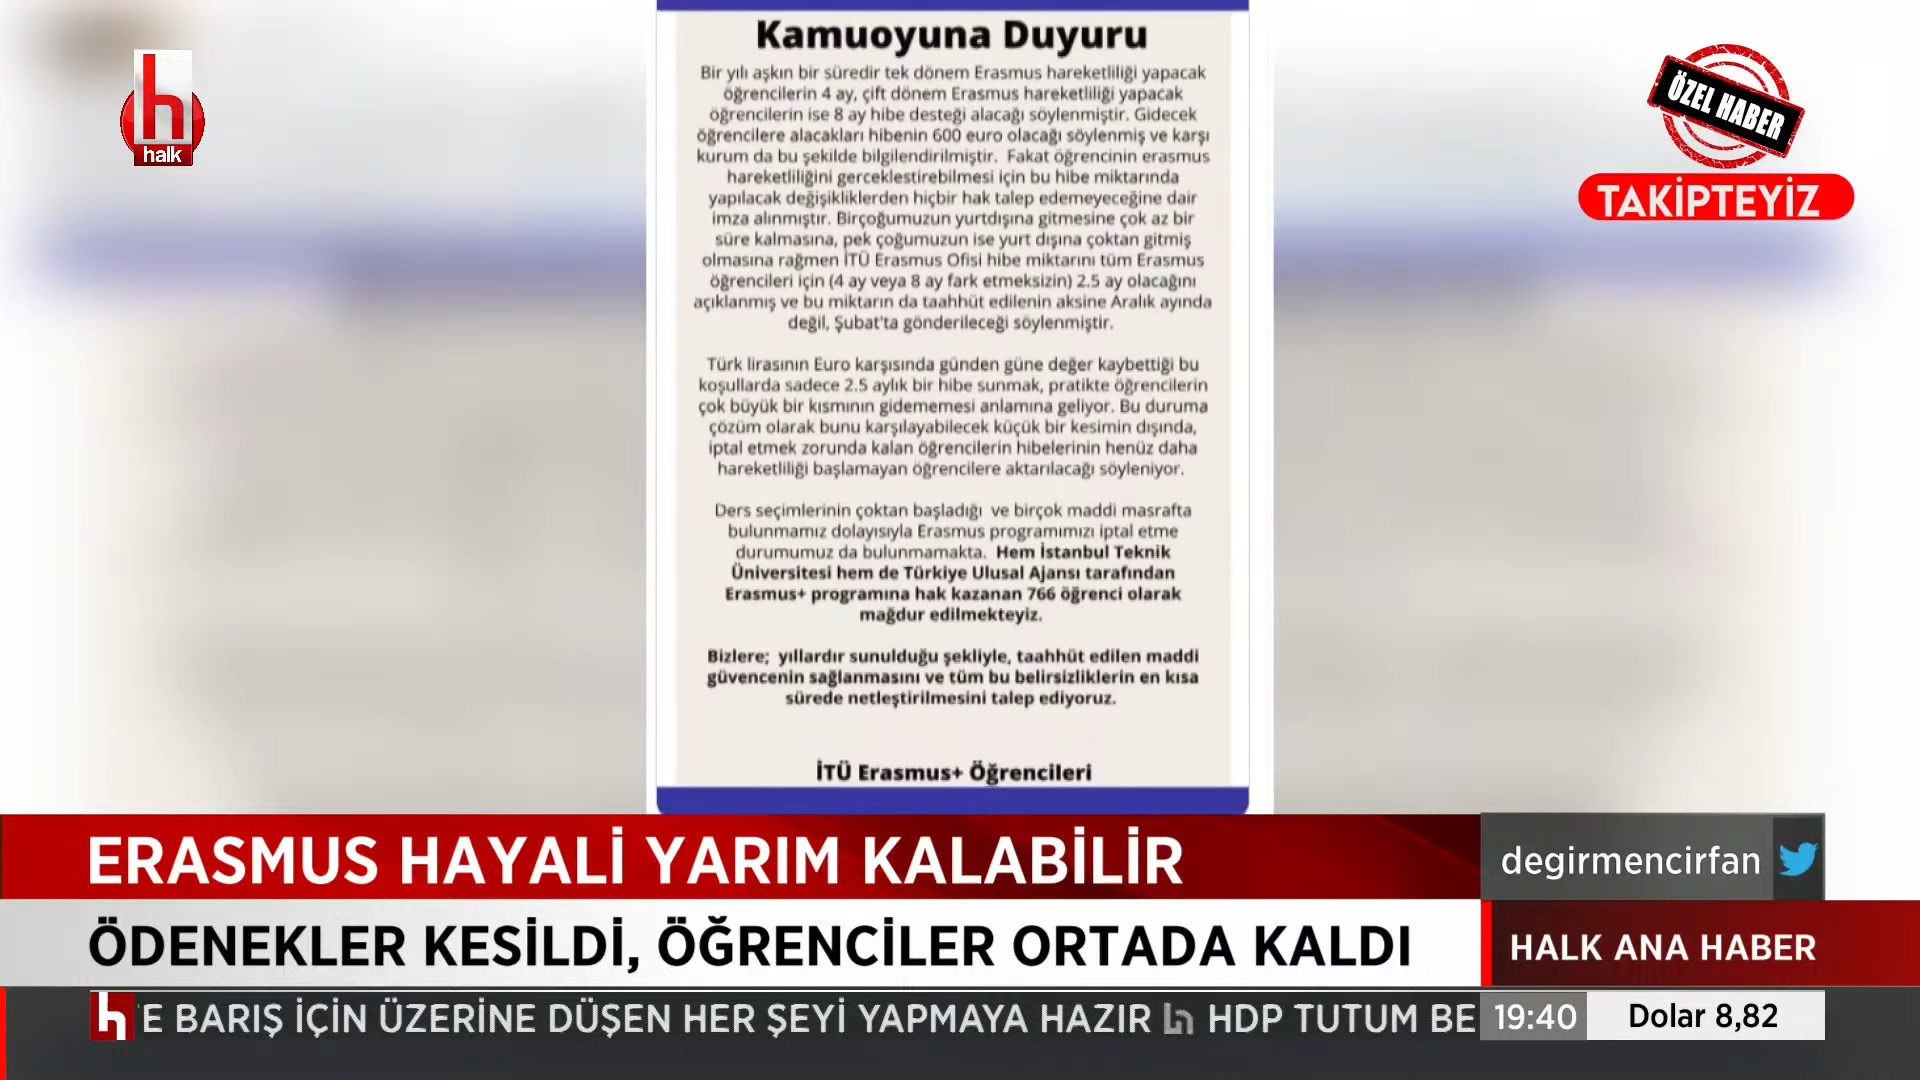 Kamuoyuna Duyuru
Bir yılı aşkın bir süredir tek dönem Erasmus hareketliliği yapacak
öğrencilerin 4 ay, çift dönem Erasmus hareketliliği yapacak
öğrencilerin ise 8 ay hibe desteği alacağı söylenmiştir. Gidecek
öğrencilere alacakları hibenin 600 euro olacağı söylenmiş ve karşı
kurum da bu şekilde bilgilendirilmiştir. Fakat öğrencinin erasmus
hareketliliğini gerceklestirebilmesi için bu hibe miktarında
yapılacak değişikliklerden hiçbir hak talep edemeyeceğine dair
imza alınmıştır. Birçoğumuzun yurtdışına gitmesine çok az bir
süre kalmasına, pek çoğumuzun ise yurt dışına çoktan gitmiş
olmasına rağmen İTÜ Erasmus Ofisi hibe miktarını tüm Erasmus
öğrencileri için (4 ay veya 8 ay fark etmeksizin) 2.5 ay olacağını
açıklanmış ve bu miktarın da taahhüt edilenin aksine Aralık ayında
değil, Şubat'ta gönderileceği söylenmiştir.
Türk lirasının Euro karşısında günden güne değer kaybettiği bu
koşullarda sadece 2.5 aylık bir hibe sunmak, pratikte öğrencilerin
çok büyük bir kısmının gidememesi anlamına geliyor. Bu duruma
çözüm olarak bunu karşılayabilecek küçük bir kesimin dışında,
iptal etmek zorunda kalan öğrencilerin hibelerinin henüz daha
hareketliliği başlamayan öğrencilere aktarılacağı söyleniyor.
Ders seçimlerinin çoktan başladığı ve birçok maddi masrafta
bulunmamız dolayısıyla Erasmus programımızı iptal etme
durumumuz da bulunmamakta. Hem İstanbul Teknik
Üniversitesi hem de Türkiye Ulusal Ajansı tarafından
Erasmus+ programına hak kazanan 766 öğrenci olarak
mağdur edilmekteyiz.
Bizlere; yıllardır sunulduğu şekliyle, taahhüt edilen maddi
güvencenin sağlanmasını ve tüm bu belirsizliklerin en kısa
sürede netleştirilmesini talep ediyoruz.
İTÜ Erasmus+ Öğrencileri
h
halk
ÖZEL HABER
TAKİPTEYİZ
ERASMUS HAYALİ YARIM KALABİLİR
degirmencirfan
ÖDENEKLER KESİLDİ, ÖĞRENCİLER ORTADA KALDI
HALK ANA HABER
h 'E BARIŞ İÇİN ÜZERİNE DÜŞEN HER ŞEYİ YAPMAYA HAZIR h HDP TUTUM BE
19:40
Dolar 8,82